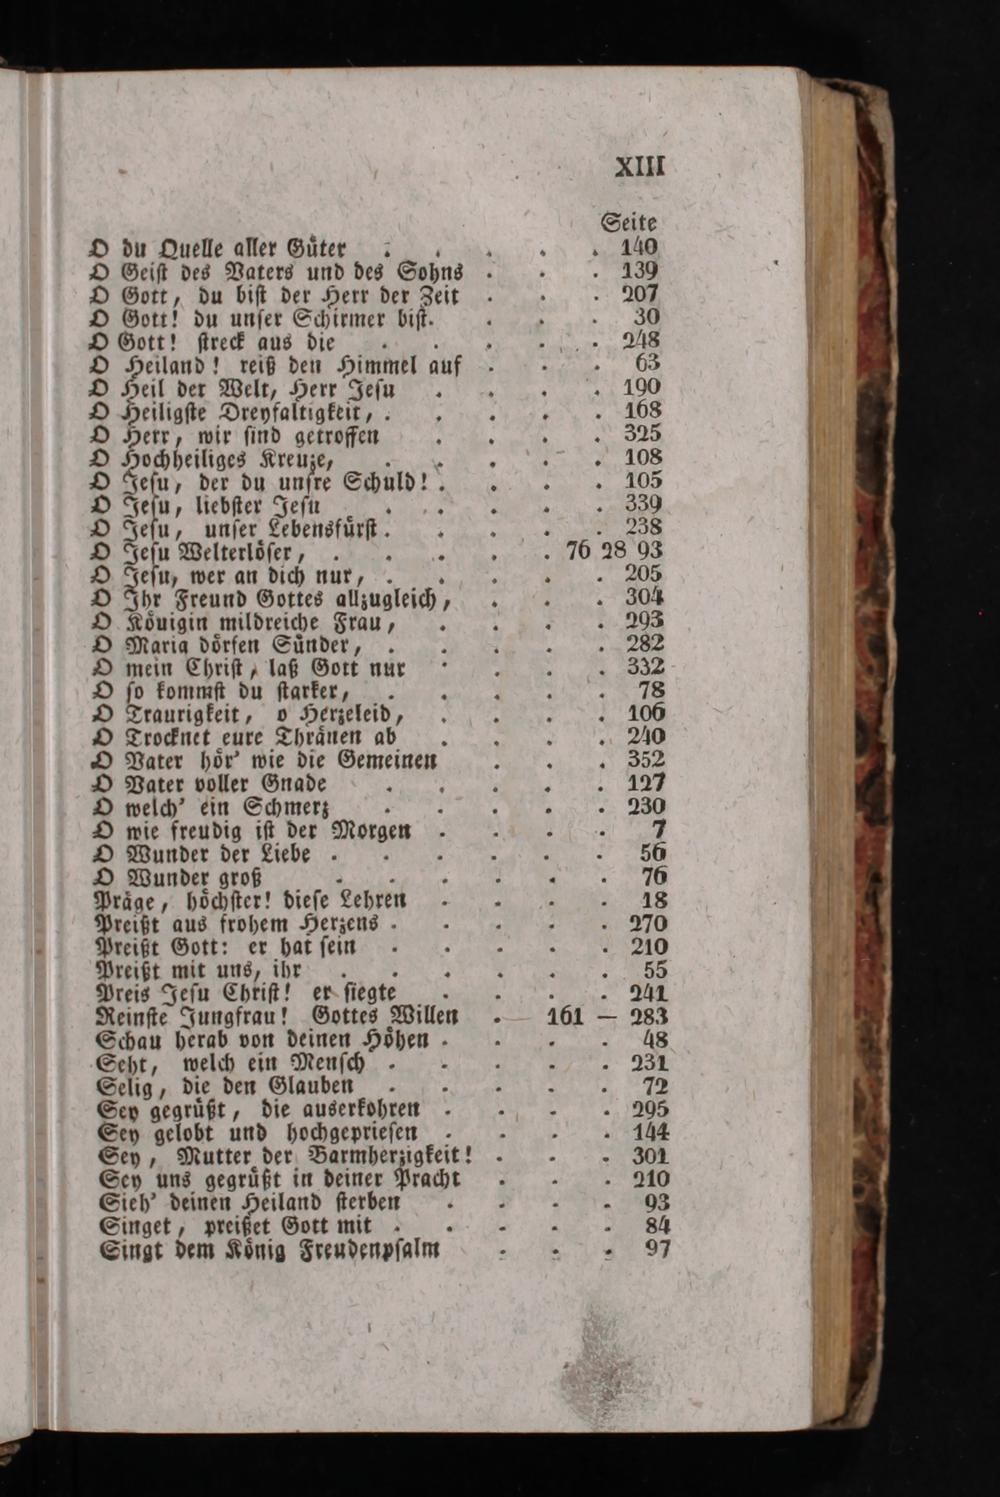 XIII
Seite
O du Quelle aller Güter . . . . . 140
O Geiſt des Vaters und des Sohns . . . 139
O Gott, du biſt der Herr der Zeit . . . 207
O Gott! du unſer Schirmer biſt. . . . 30
O Gott! ſtreck aus die . . . . . 248
O Heiland! reiß den Himmel auf . . . 63
O Heil der Welt, Herr Jeſu . . . . 190
O Heiligſte Dreyfaltigkeit, . . . . . 168
O Herr, wir ſind getroffen . . . . 325
O Hochheiliges Kreuze, . . . . . 108
O Jeſu, der du unſre Schuld! . . . . 105
O Jeſu, liebſter Jeſu . . . . . 339
O Jeſu, unſer Lebensfürſt . . . . . 238
O Jeſu Welterlöſer, . . . . . 76 28 93
O Jeſu, wer an dich nur, . . . . . 205
O Ihr Freund Gottes allzugleich, . . . 304
O Köuigin mildreiche Frau, . . . . 293
O Maria dörfen Sünder, . . . . . 282
O mein Chriſt, laß Gott nur . . . . 332
O ſo kommſt du ſtarker, . . . . . 78
O Traurigkeit, o Herzeleid, . . . . 106
O Trocknet eure Thränen ab . . . . 240
O Vater hör' wie die Gemeinen . . . 352
O Vater voller Gnade . . . . . 127
O welch' ein Schmerz . . . . . 230
O wie freudig iſt der Morgen . . . . 7
O Wunder der Liebe . . . . . . 56
O Wunder groß . . . . . . 76
Präge, höchſter! dieſe Lehren . . . . 18
Preißt aus frohem Herzens . . . . . 270
Preißt Gott: er hat ſein . . . . . 210
Preißt mit uns, ihr . . . . . . 55
Preis Jeſu Chriſt! er ſiegte . . . . 241
Reinſte Jungfrau! Gottes Willen . — 161 — 283
Schau herab von deinen Höhen . . . . 48
Seht, welch ein Menſch . . . . . 231
Selig, die den Glauben . . . . . 72
Sey gegrüßt, die auserkohren . . . . 295
Sey gelobt und hochgeprieſen . . . . 144
Sey, Mutter der Barmherzigkeit! . . . 301
Sey uns gegrüßt in deiner Pracht . . . 210
Sieh' deinen Heiland ſterben . . . . 93
Singet, preißet Gott mit . . . . . 84
Singt dem König Freudenpſalm . . . 97